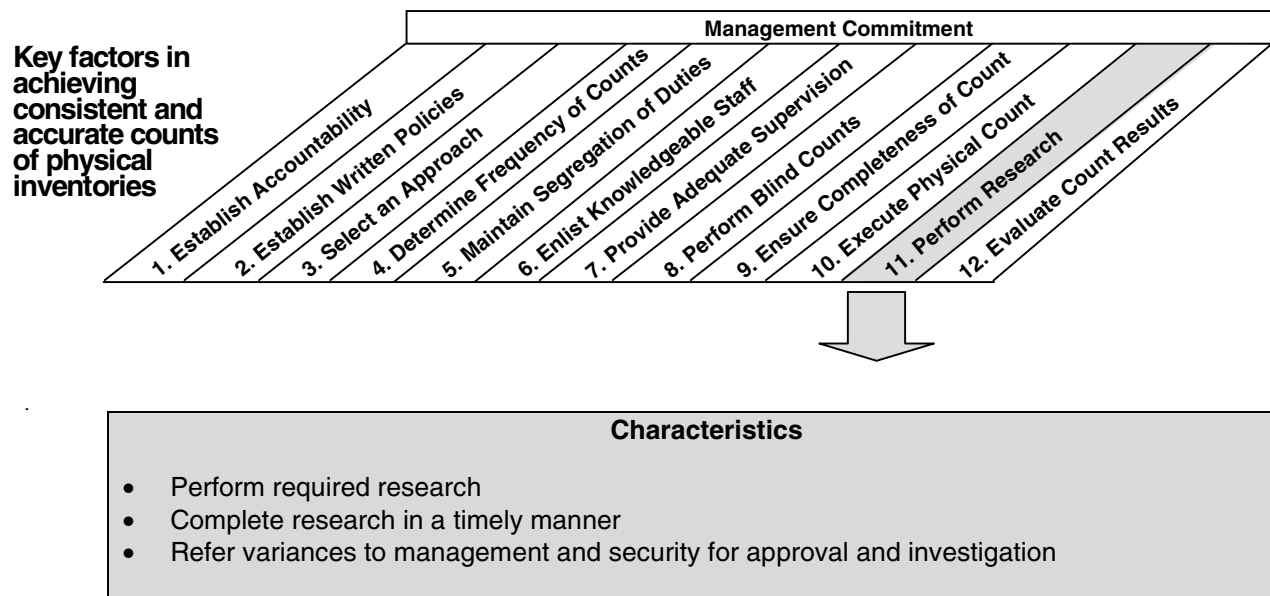 Management Commitment
Key factors in
achieving
consistent and
accurate counts
of physical
inventories
1. Establish Accountability
2. Establish Written Policies
3. Select an Approach
4. Determine Frequency of Counts
5. Maintain Segregation of Duties
6. Enlist Knowledgeable Staff
7. Provide Adequate Supervision
8. Perform Blind Counts
9. Ensure Completeness of Count
10. Execute Physical Count
11. Perform Research
12. Evaluate Count Results
Characteristics
• Perform required research
• Complete research in a timely manner
• Refer variances to management and security for approval and investigation